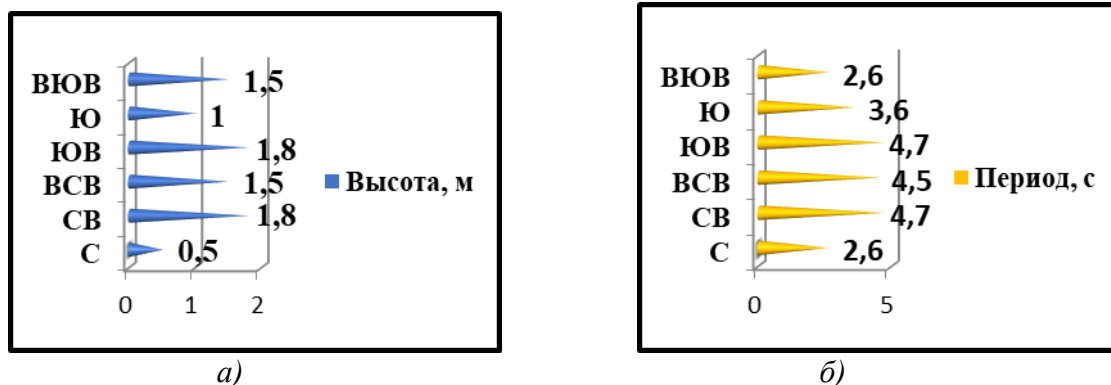 ВЮВ 1,5
Ю 1
ЮВ 1,8
ВСВ 1,5
СВ 1,8
С 0,5
0 1 2
Высота, м
а)
ВЮВ 2,6
Ю 3,6
ЮВ 4,7
ВСВ 4,5
СВ 4,7
С 2,6
0 5
Период, с
б)